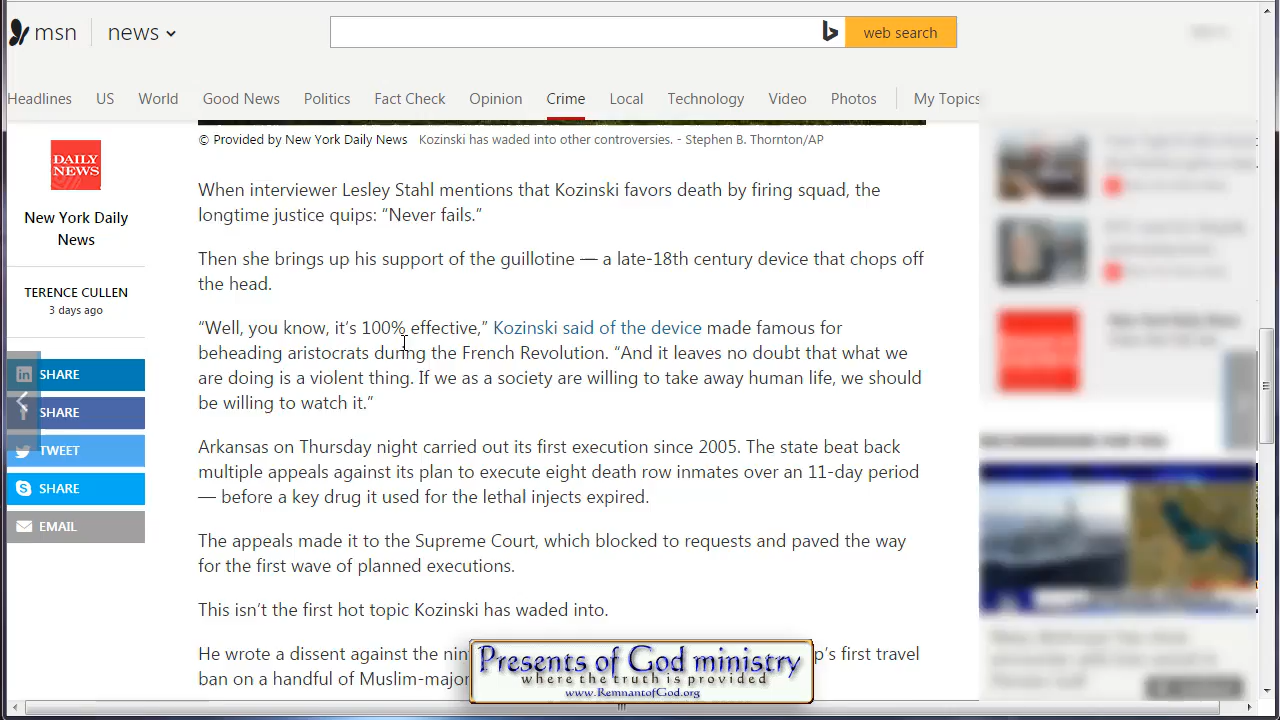 msn
news
web search
Headlines
US
World
Good News
Politics
Fact Check
Opinion
Crime
Local
Technology
Video
Photos
My Topics
DAILY
NEWS
New York Daily
News
TERENCE CULLEN
3 days ago
SHARE
SHARE
TWEET
SHARE
EMAIL
© Provided by New York Daily News Kozinski has waded into other controversies. - Stephen B. Thornton/AP
When interviewer Lesley Stahl mentions that Kozinski favors death by firing squad, the
longtime justice quips: “Never fails.”
Then she brings up his support of the guillotine — a late-18th century device that chops off
the head.
“Well, you know, it’s 100% effective,” Kozinski said of the device made famous for
beheading aristocrats during the French Revolution. “And it leaves no doubt that what we
are doing is a violent thing. If we as a society are willing to take away human life, we should
be willing to watch it.”
Arkansas on Thursday night carried out its first execution since 2005. The state beat back
multiple appeals against its plan to execute eight death row inmates over an 11-day period
— before a key drug it used for the lethal injects expired.
The appeals made it to the Supreme Court, which blocked to requests and paved the way
for the first wave of planned executions.
This isn’t the first hot topic Kozinski has waded into.
He wrote a dissent against the nin
p’s first travel
ban on a handful of Muslim-major
Presents of God ministry
where the truth is provided
www.RemnantofGod.org